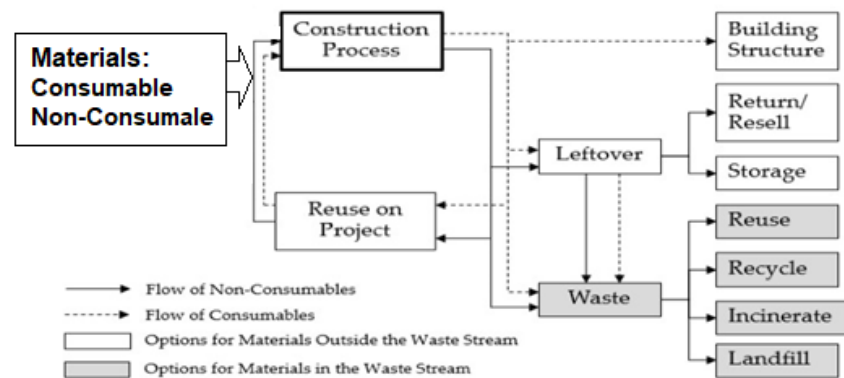 Materials:
Consumable
Non-Consumale
Construction
Process
Building
Structure
Return/
Resell
Leftover
Storage
Reuse on
Project
Reuse
Recycle
Waste
Incinerate
Landfill
Flow of Non-Consumables
Flow of Consumables
Options for Materials Outside the Waste Stream
Options for Materials in the Waste Stream